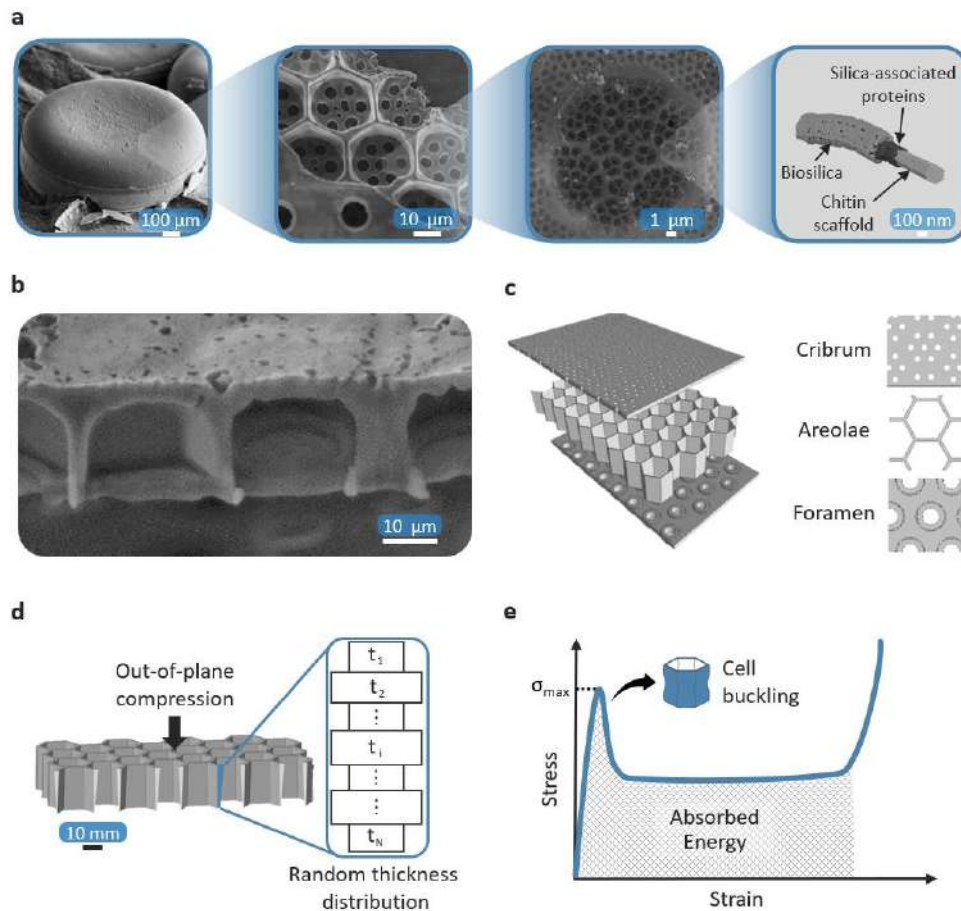 a
100 µm
10 µm
1 µm
Silica-associated
proteins
Biosilica
Chitin
scaffold
100 nm
b
10 µm
c
Cribrum
Areolae
Foramen
d
Out-of-plane
compression
10 mm
t1
t2
⋮
ti
⋮
⋮
tN
Random thickness
distribution
e
σmax
Cell
buckling
Stress
Absorbed
Energy
Strain